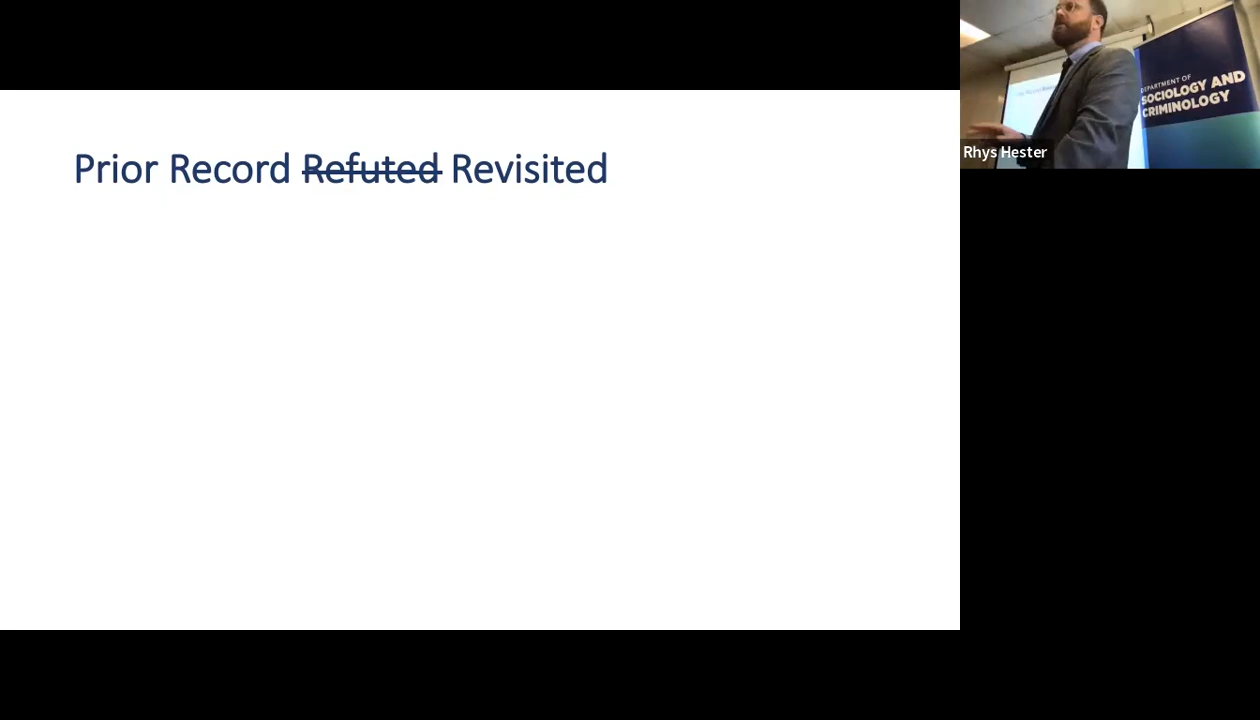 Prior Record Refuted Revisited
DEPARTMENT OF
SOCIOLOGY AND
CRIMINOLOGY
Rhys Hester